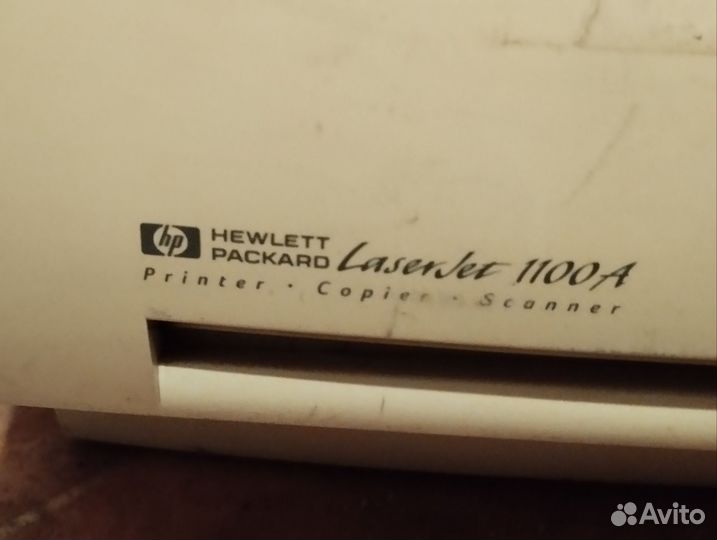 hp HEWLETT
PACKARD LaserJet 1100A
Printer · Copier · Scanner
Avito